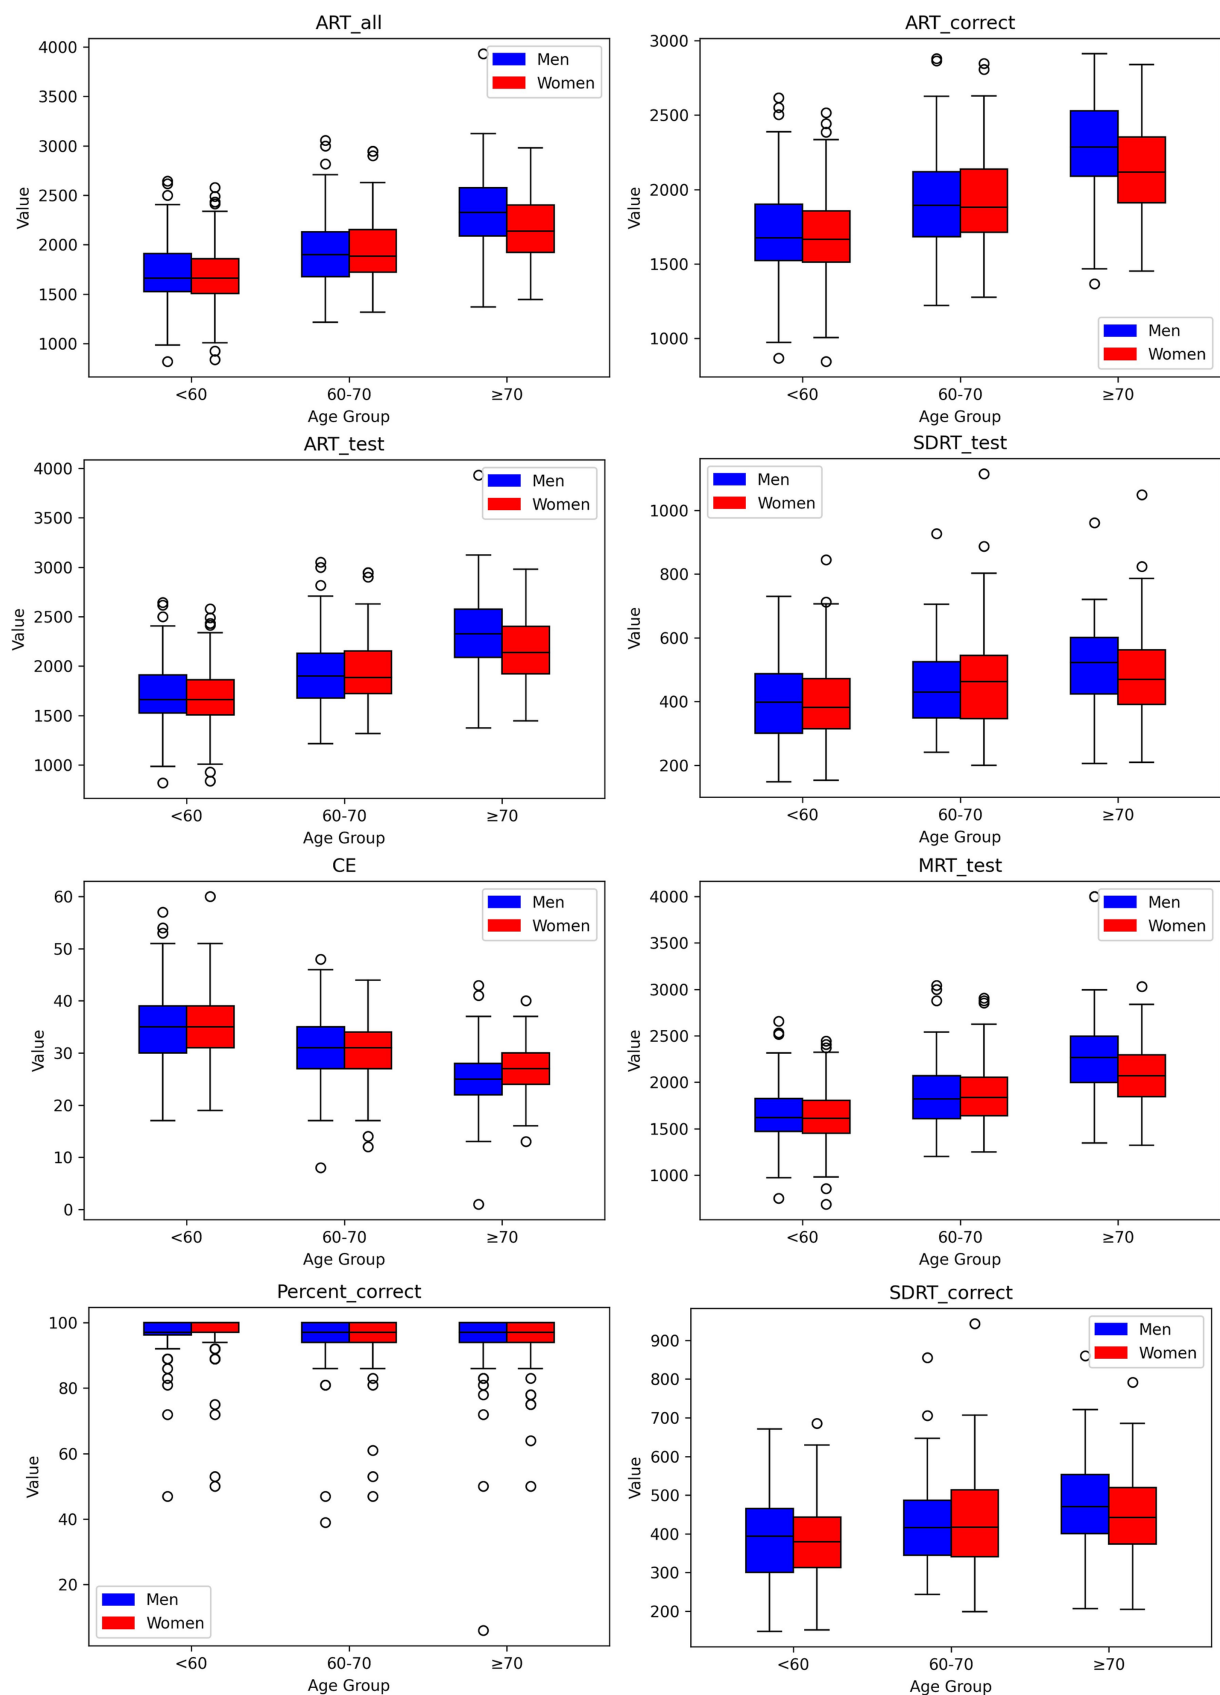 ART_all
4000
3500
3000
2500
2000
1500
1000
Value
Men
Women
<60
60-70
≥70
Age Group
ART_correct
3000
2500
2000
1500
1000
Value
Men
Women
<60
60-70
≥70
Age Group
ART_test
4000
3500
3000
2500
2000
1500
1000
Value
Men
Women
<60
60-70
≥70
Age Group
SDRT_test
1000
800
600
400
200
Value
Men
Women
<60
60-70
≥70
Age Group
CE
60
50
40
30
20
10
0
Value
Men
Women
<60
60-70
≥70
Age Group
MRT_test
4000
3500
3000
2500
2000
1500
1000
Value
Men
Women
<60
60-70
≥70
Age Group
Percent_correct
100
80
60
40
20
Value
Men
Women
<60
60-70
≥70
Age Group
SDRT_correct
900
800
700
600
500
400
300
200
Value
Men
Women
<60
60-70
≥70
Age Group